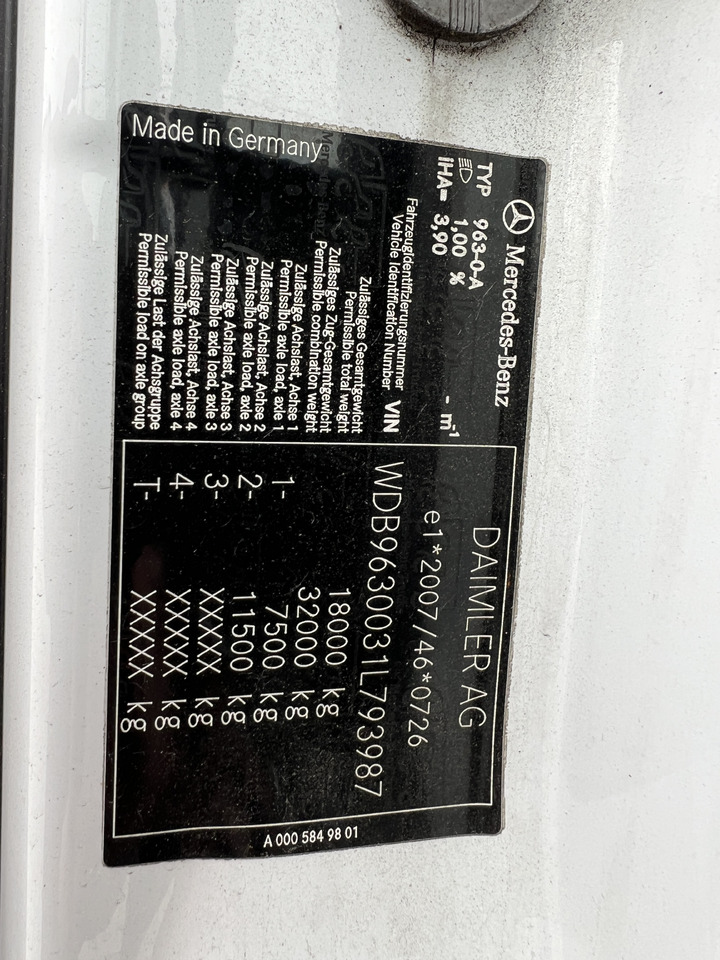 Mercedes-Benz
TYP 963-0-A
1,00 % - m-1
IHA= 3,90
DAIMLER AG
e1*2007/46*0726
Fahrzeugidentifizierungsnummer
Vehicle Identification Number VIN
WDB9630031L793987
Zulässiges Gesamtgewicht
Permissible total weight
18000 kg
Zulässiges Zug-Gesamtgewicht
Permissible combination weight
32000 kg
Zulässige Achslast, Achse 1
Permissible axle load, axle 1
1- 7500 kg
Zulässige Achslast, Achse 2
Permissible axle load, axle 2
2- 11500 kg
Zulässige Achslast, Achse 3
Permissible axle load, axle 3
3- XXXXX kg
Zulässige Achslast, Achse 4
Permissible axle load, axle 4
4- XXXXX kg
Zulässige Last der Achsgruppe
Permissible load on axle group
T- XXXXX kg
Made in Germany
A 000 584 98 01